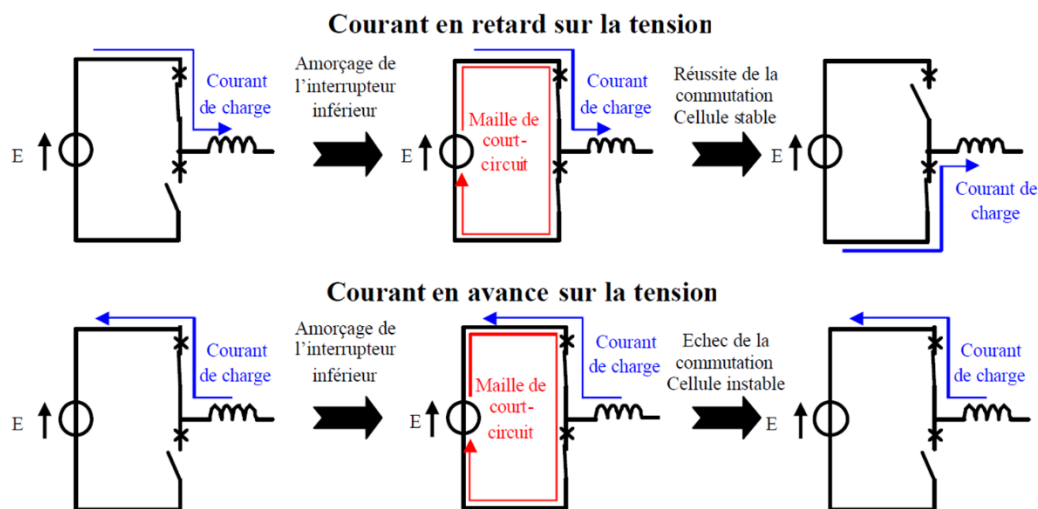 Courant en retard sur la tension
Amorçage de
l'interrupteur
inférieur
Réussite de la
commutation
Cellule stable
Courant
de charge
E
Maille de
court-
circuit
Courant
de charge
E
Courant de
charge
E
Courant en avance sur la tension
Amorçage de
l'interrupteur
inférieur
Echec de la
commutation
Cellule instable
Courant
de charge
E
Maille de
court-
circuit
Courant
de charge
E
Courant
de charge
E